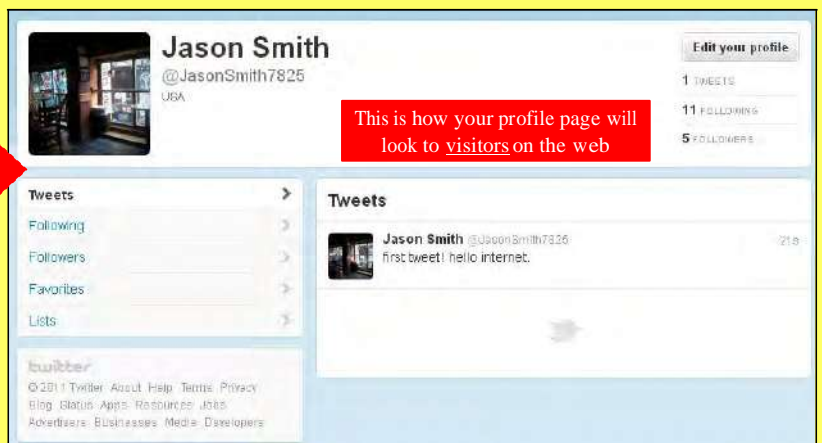 Jason Smith
@JasonSmith7825
USA
Edit your profile
1 TWEETS
11 FOLLOWING
5 FOLLOWERS
This is how your profile page will
look to visitors on the web
Tweets
Following
Followers
Favorites
Lists
twitter
© 2011 Twitter About Help Terms Privacy
Blog Status Apps Resources Jobs
Advertisers Businesses Media Developers
Tweets
Jason Smith @JasonSmith7825 21s
first tweet! hello internet.